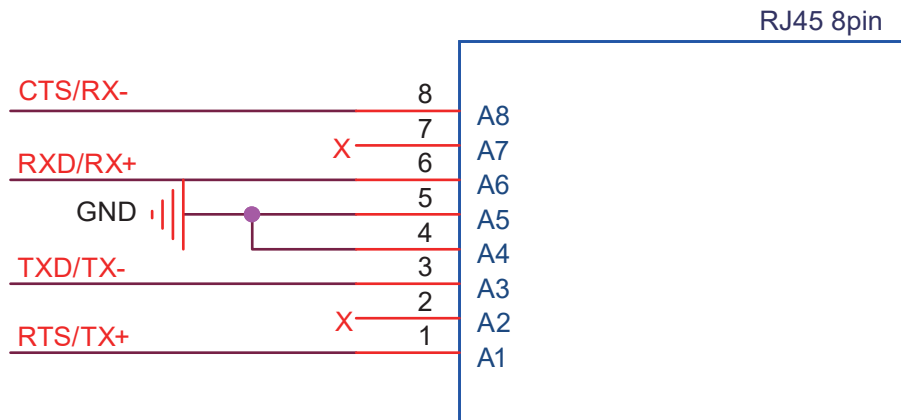 RJ45 8pin
CTS/RX- 8 A8
X 7 A7
RXD/RX+ 6 A6
GND 5 A5
4 A4
TXD/TX- 3 A3
X 2 A2
RTS/TX+ 1 A1